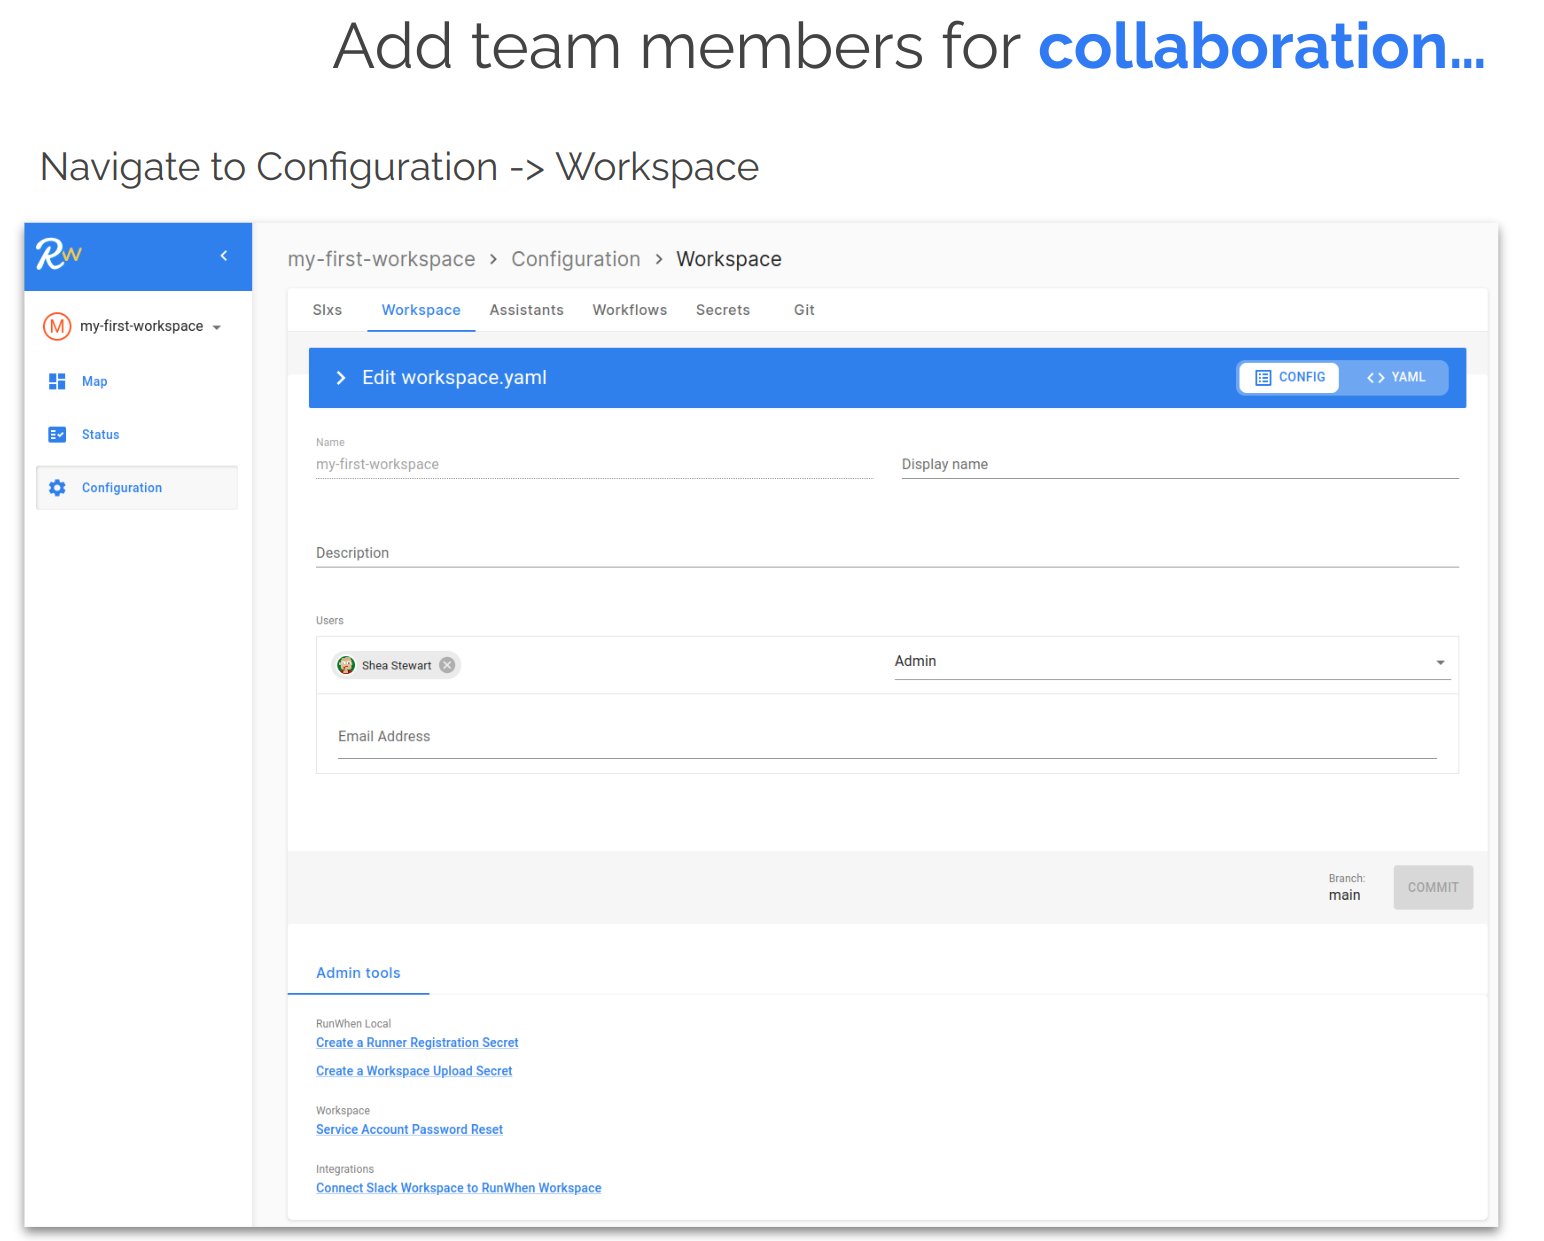 Add team members for collaboration...
Navigate to Configuration -> Workspace
Rw
my-first-workspace > Configuration > Workspace
M my-first-workspace
Map
Status
Configuration
Slxs Workspace Assistants Workflows Secrets Git
Edit workspace.yaml
CONFIG <> YAML
Name
my-first-workspace
Display name
Description
Users
Shea Stewart
Admin
Email Address
Branch:
main
COMMIT
Admin tools
RunWhen Local
Create a Runner Registration Secret
Create a Workspace Upload Secret
Workspace
Service Account Password Reset
Integrations
Connect Slack Workspace to RunWhen Workspace